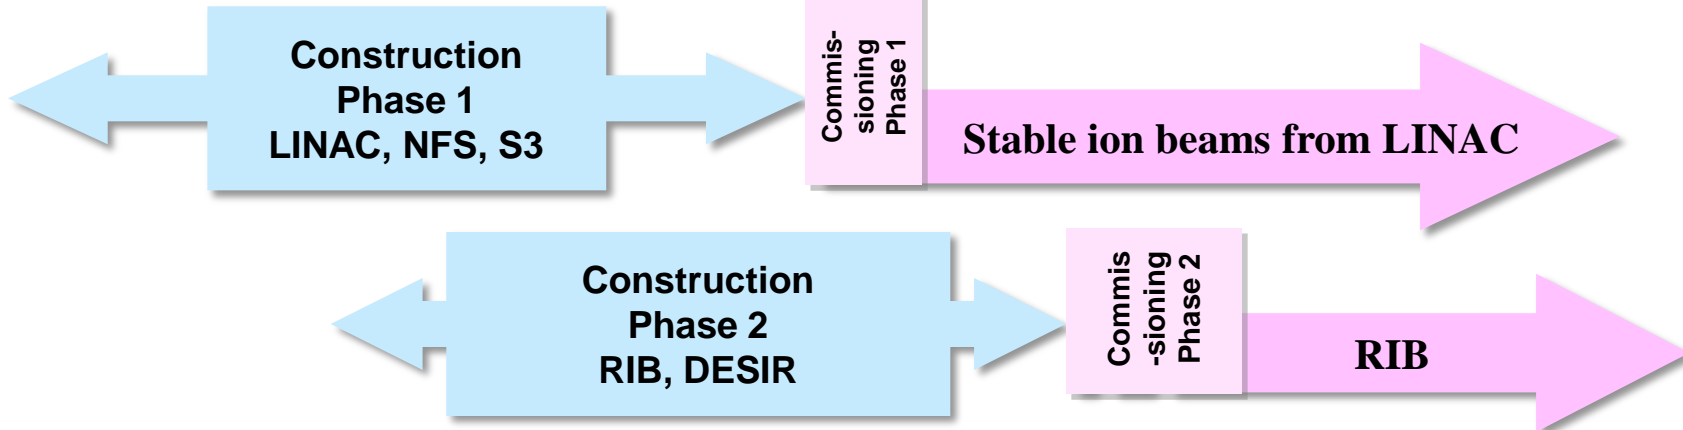 Construction
Phase 1
LINAC, NFS, S3
Commis-
sioning
Phase 1
Stable ion beams from LINAC
Construction
Phase 2
RIB, DESIR
Commis
-sioning
Phase 2
RIB